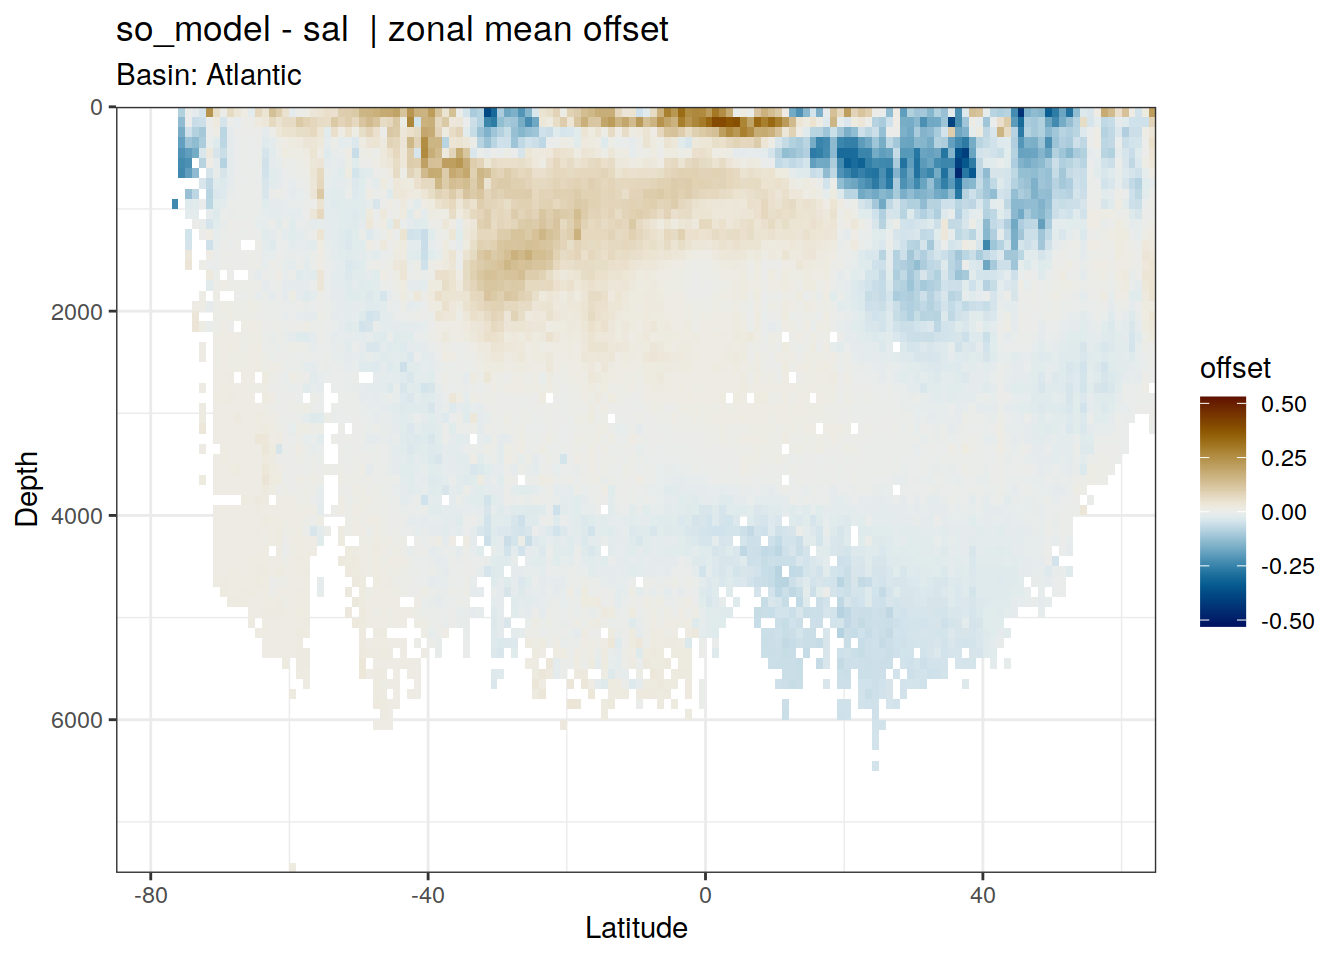 so_model - sal  | zonal mean offset
Basin: Atlantic
0
2000
4000
6000
Depth
-80
-40
0
40
Latitude
offset
0.50
0.25
0.00
-0.25
-0.50